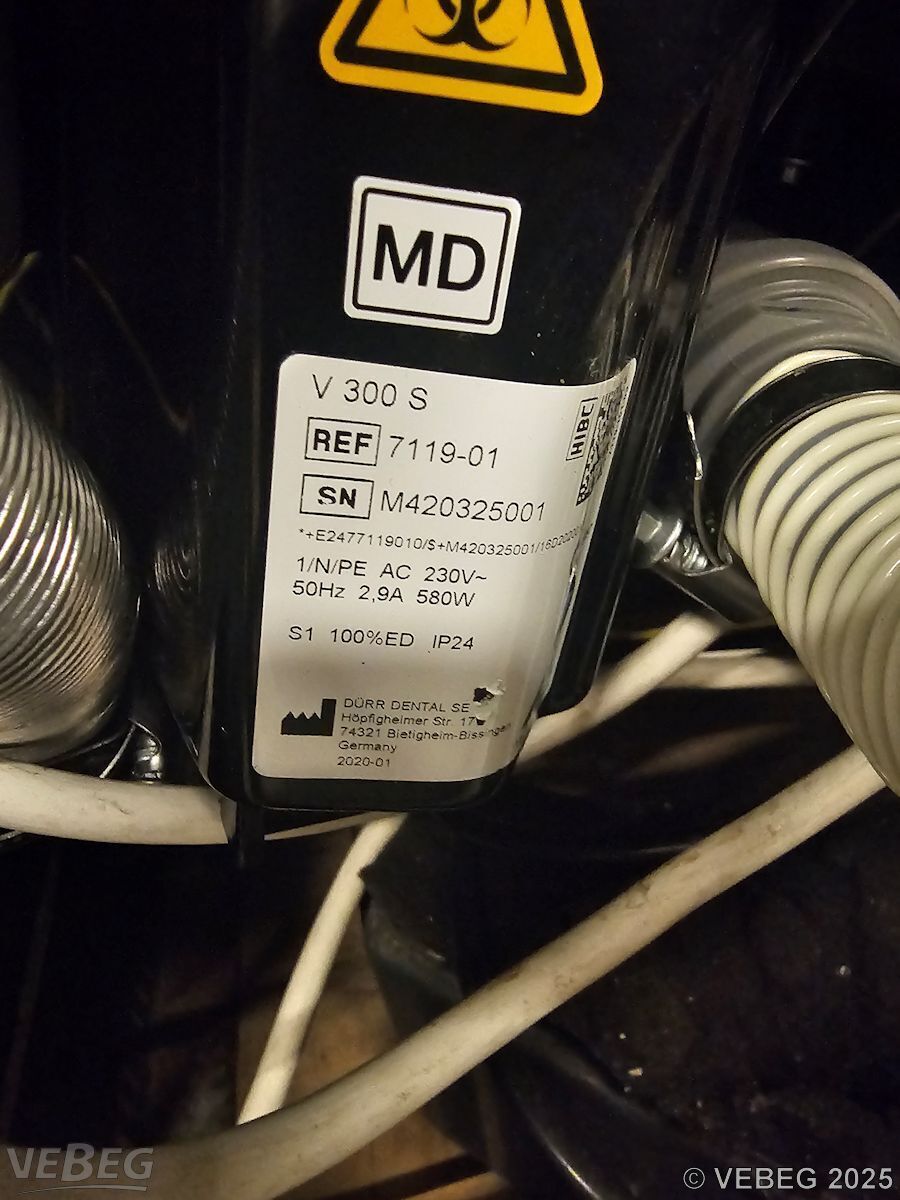 MD
V 300 S
HIBC
REF 7119-01
SN M420325001
*+E2477119010/$+M420325001/16D2020
1/N/PE AC 230V~
50Hz 2,9A 580W
S1 100%ED IP24
DÜRR DENTAL SE
Höpfigheimer Str. 17
74321 Bietigheim-Bissingen
Germany
2020-01
VEBEG
© VEBEG 2025